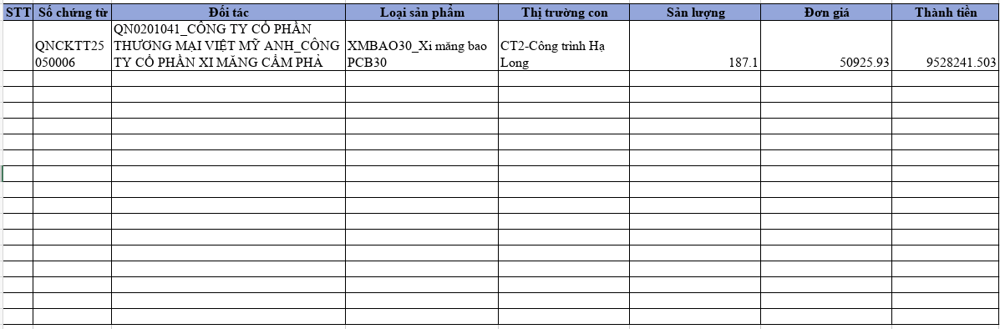 STT Số chứng từ Đối tác Loại sản phẩm Thị trường con Sản lượng Đơn giá Thành tiền
QN0201041_CÔNG TY CỔ PHẦN
QNCKTT25 THƯƠNG MẠI VIỆT MỸ ANH_CÔNG XMBAO30_Xi măng bao CT2-Công trình Hạ
050006 TY CỔ PHẦN XI MĂNG CẨM PHẢ PCB30 Long 187.1 50925.93 9528241.503